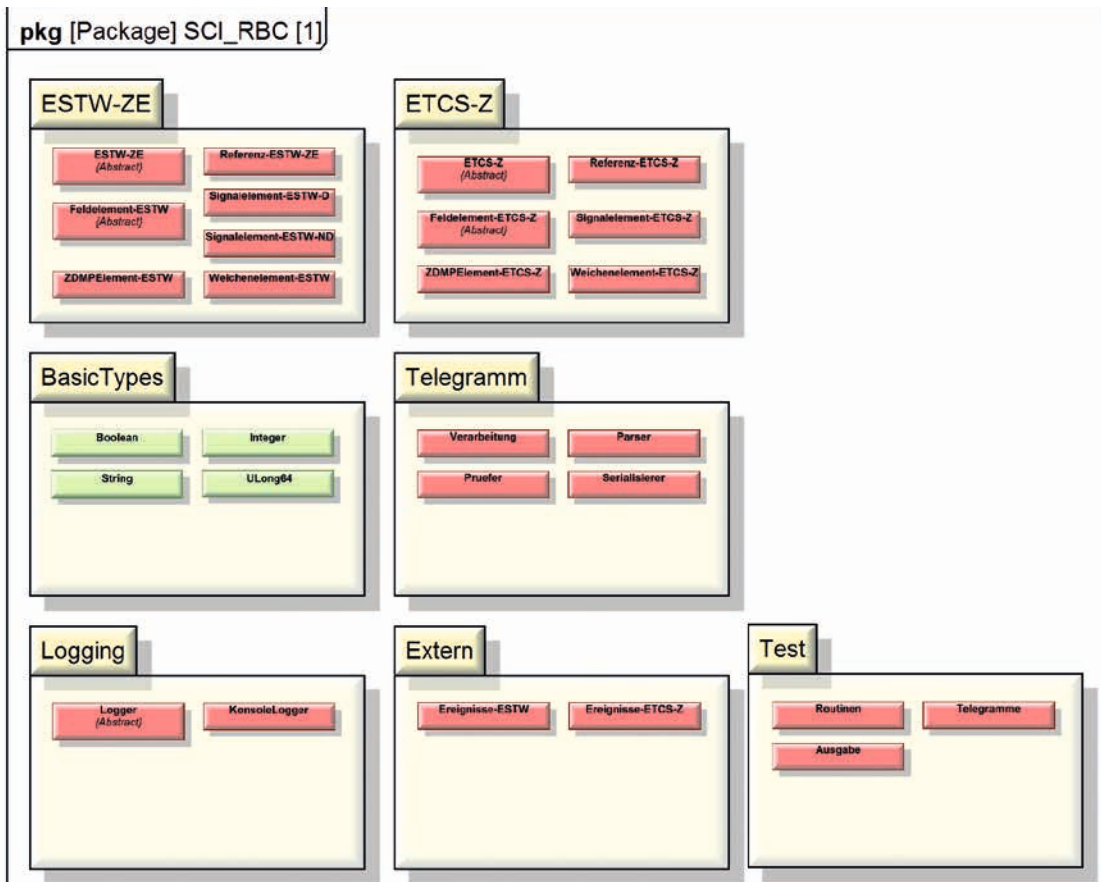 pkg [Package] SCI_RBC [1]
ESTW-ZE
ESTW-ZE
{Abstract}
Referenz-ESTW-ZE
Signalelement-ESTW-D
Feldelement-ESTW
{Abstract}
Signalelement-ESTW-ND
ZDMPElement-ESTW
Weichenelement-ESTW
ETCS-Z
ETCS-Z
{Abstract}
Referenz-ETCS-Z
Feldelement-ETCS-Z
{Abstract}
Signalelement-ETCS-Z
ZDMPElement-ETCS-Z
Weichenelement-ETCS-Z
BasicTypes
Boolean
Integer
String
ULong64
Telegramm
Verarbeitung
Parser
Pruefer
Serialisierer
Logging
Logger
{Abstract}
KonsoleLogger
Extern
Ereignisse-ESTW
Ereignisse-ETCS-Z
Test
Routinen
Telegramme
Ausgabe